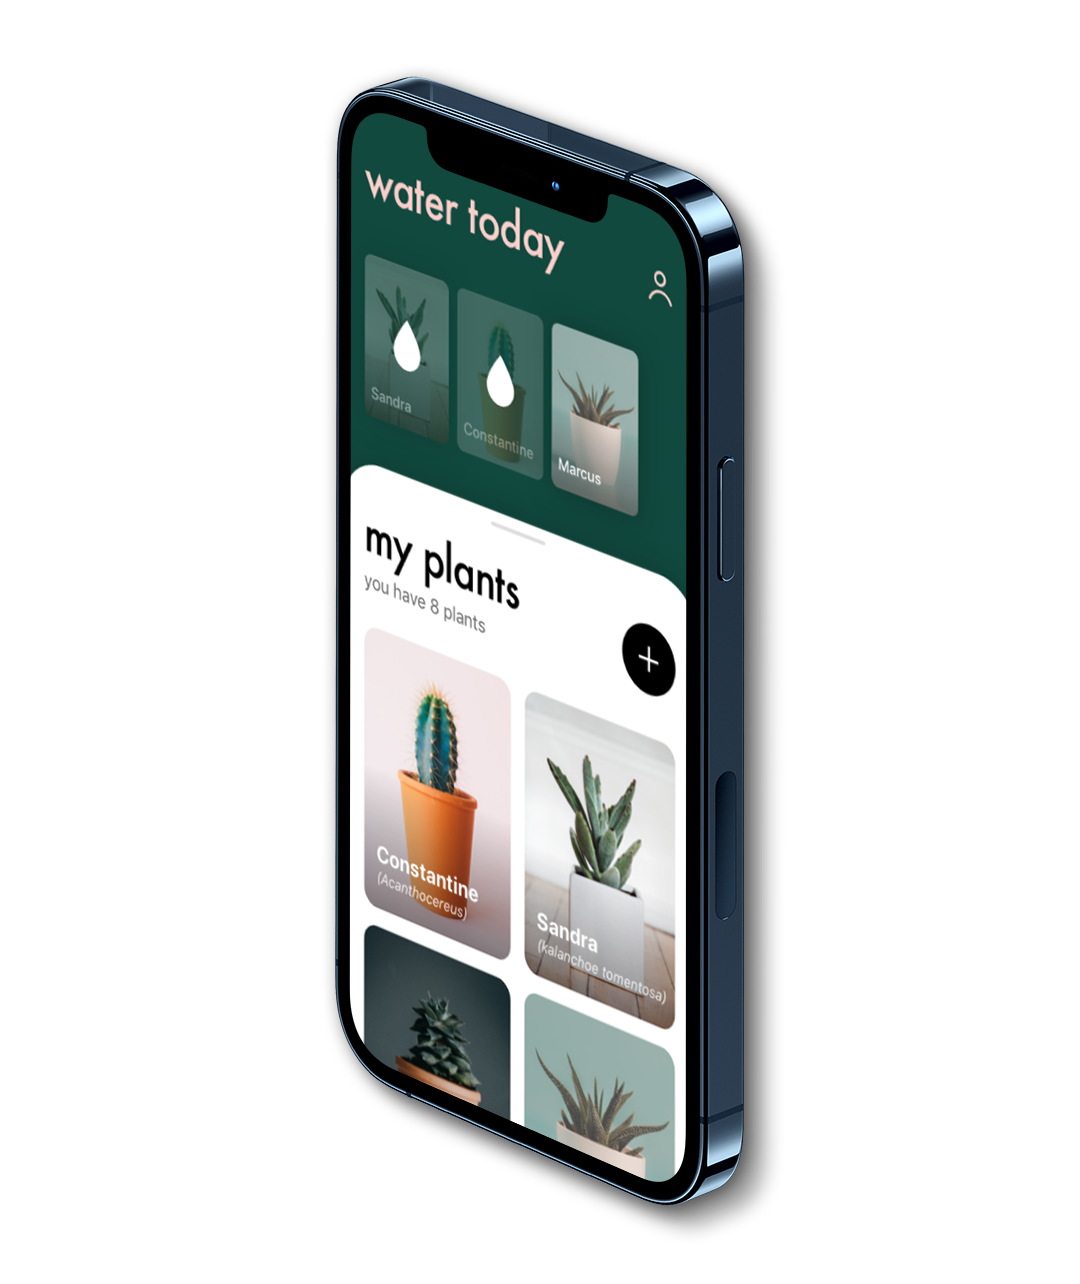 water today
Sandra
Constantine
Marcus
my plants
you have 8 plants
Constantine
(Acanthocereus)
Sandra
(kalanchoe tomentosa)